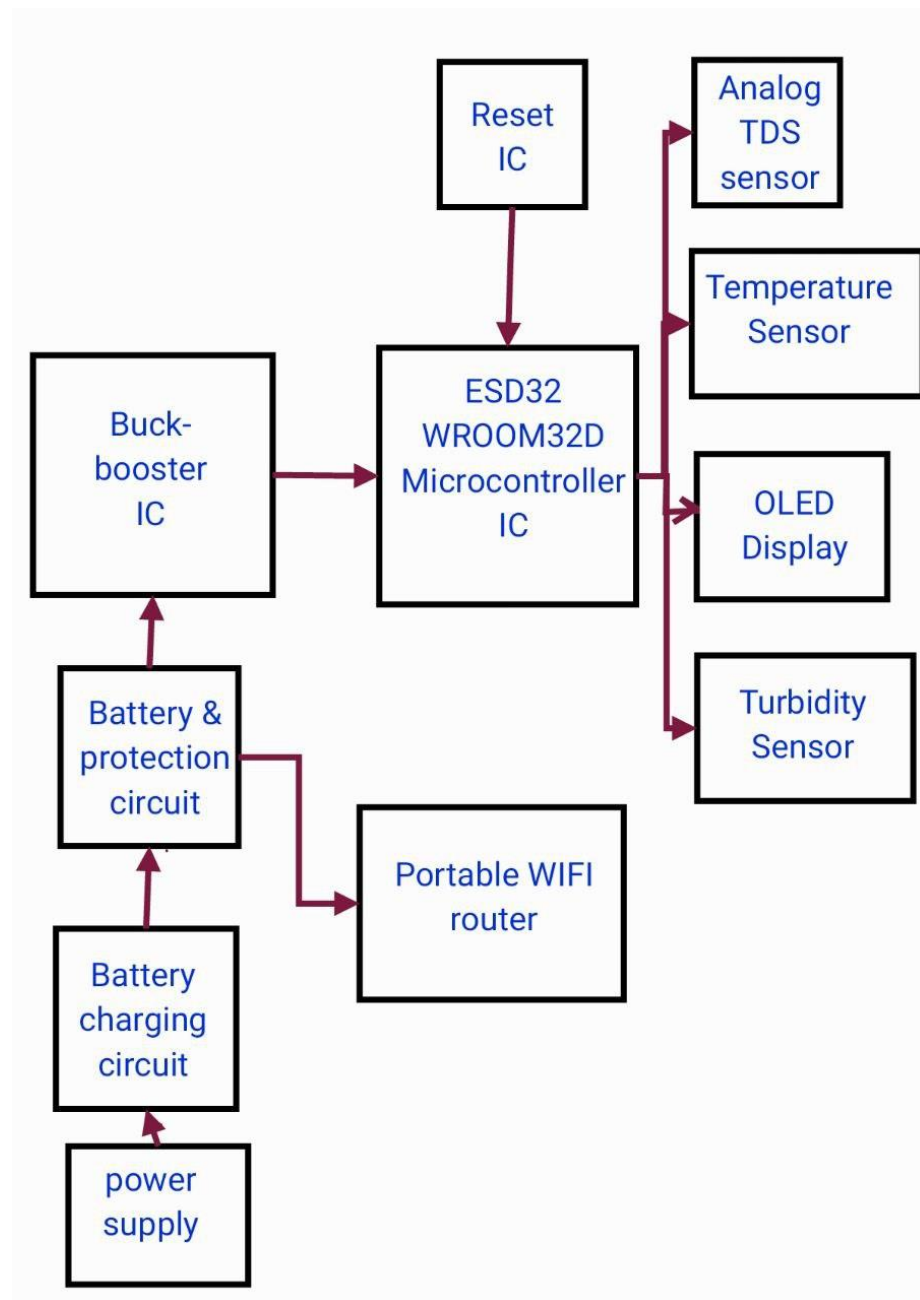 Reset
IC
Analog
TDS
sensor
Temperature
Sensor
Buck-
booster
IC
ESD32
WROOM32D
Microcontroller
IC
OLED
Display
Battery &
protection
circuit
Turbidity
Sensor
Portable WIFI
router
Battery
charging
circuit
power
supply